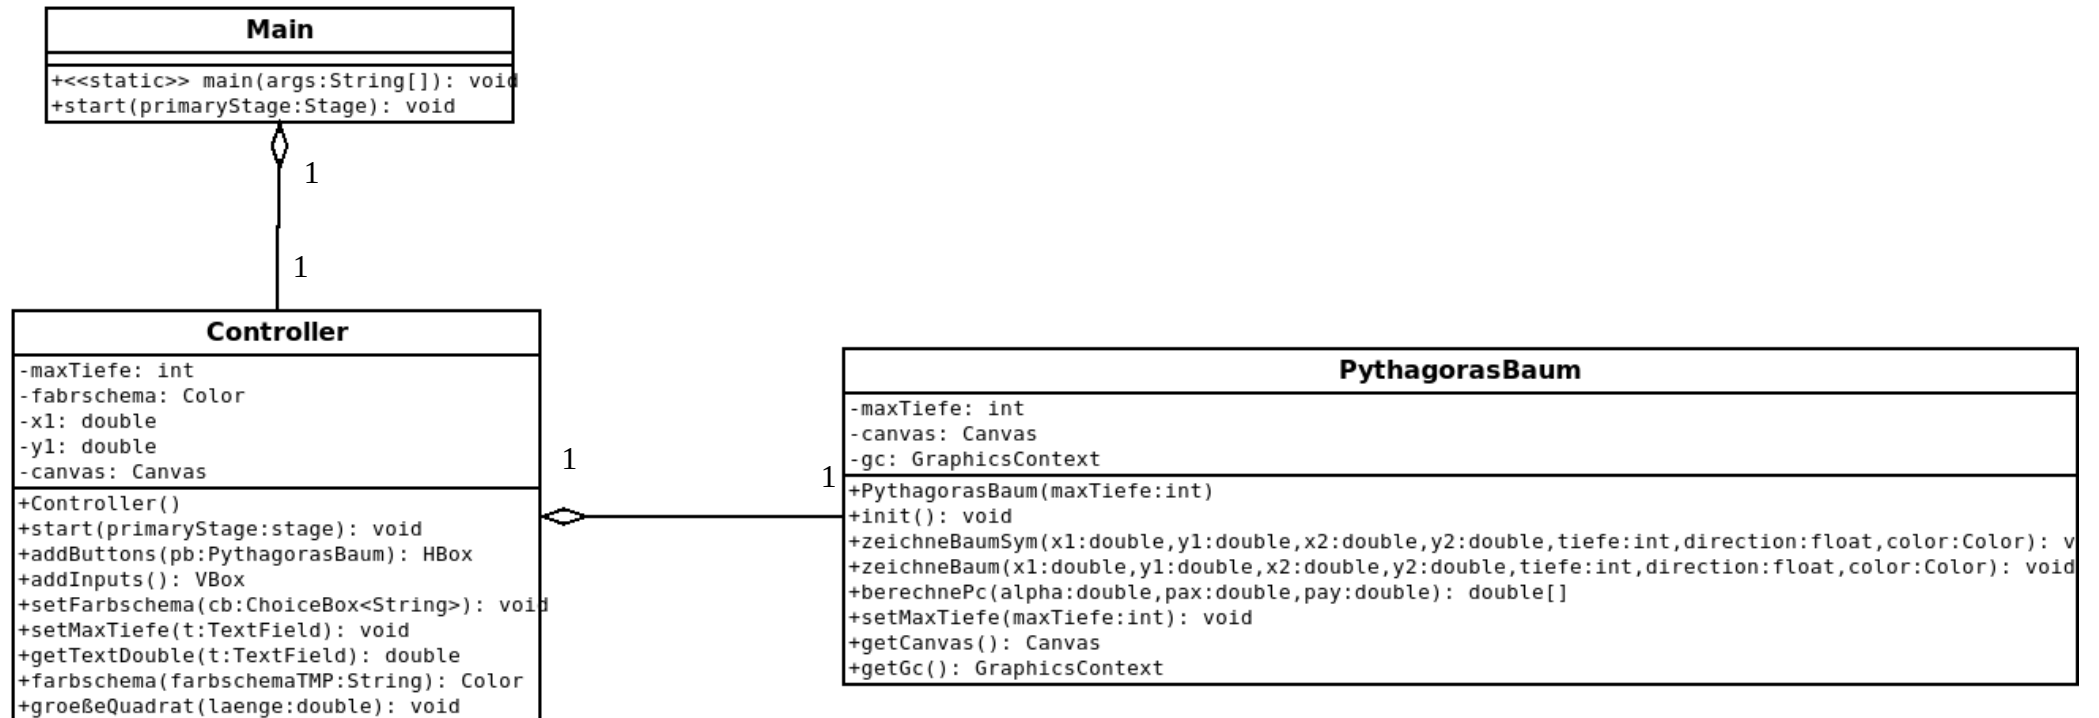 Main
+<<static>> main(args:String[]): void
+start(primaryStage:Stage): void
1
1
Controller
-maxTiefe: int
-fabrschema: Color
-x1: double
-y1: double
-canvas: Canvas
+Controller()
+start(primaryStage:stage): void
+addButtons(pb:PythagorasBaum): HBox
+addInputs(): VBox
+setFarbschema(cb:ChoiceBox<String>): void
+setMaxTiefe(t:TextField): void
+getTextDouble(t:TextField): double
+farbschema(farbschemaTMP:String): Color
+groeßeQuadrat(laenge:double): void
1
1
PythagorasBaum
-maxTiefe: int
-canvas: Canvas
-gc: GraphicsContext
+PythagorasBaum(maxTiefe:int)
+init(): void
+zeichneBaumSym(x1:double,y1:double,x2:double,y2:double,tiefe:int,direction:float,color:Color): v
+zeichneBaum(x1:double,y1:double,x2:double,y2:double,tiefe:int,direction:float,color:Color): void
+berechnePc(alpha:double,pax:double,pay:double): double[]
+setMaxTiefe(maxTiefe:int): void
+getCanvas(): Canvas
+getGc(): GraphicsContext